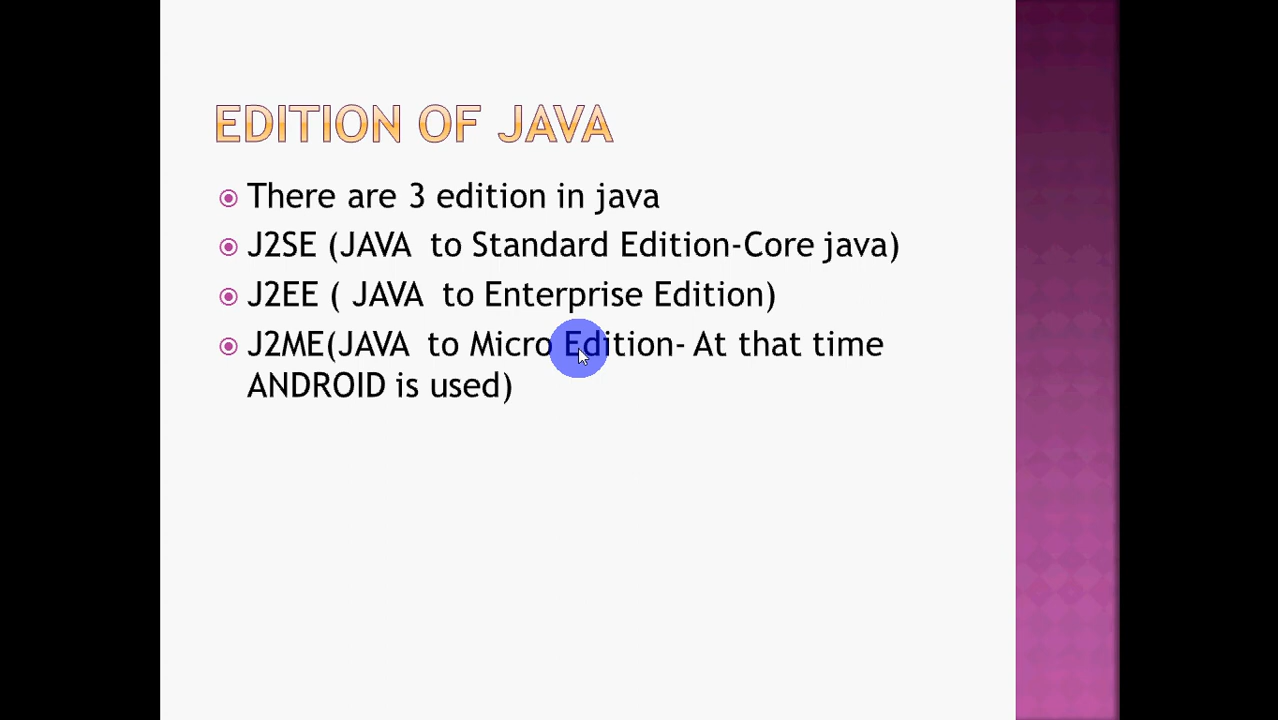 EDITION OF JAVA
There are 3 edition in java
J2SE (JAVA to Standard Edition-Core java)
J2EE ( JAVA to Enterprise Edition)
J2ME(JAVA to Micro Edition- At that time
ANDROID is used)